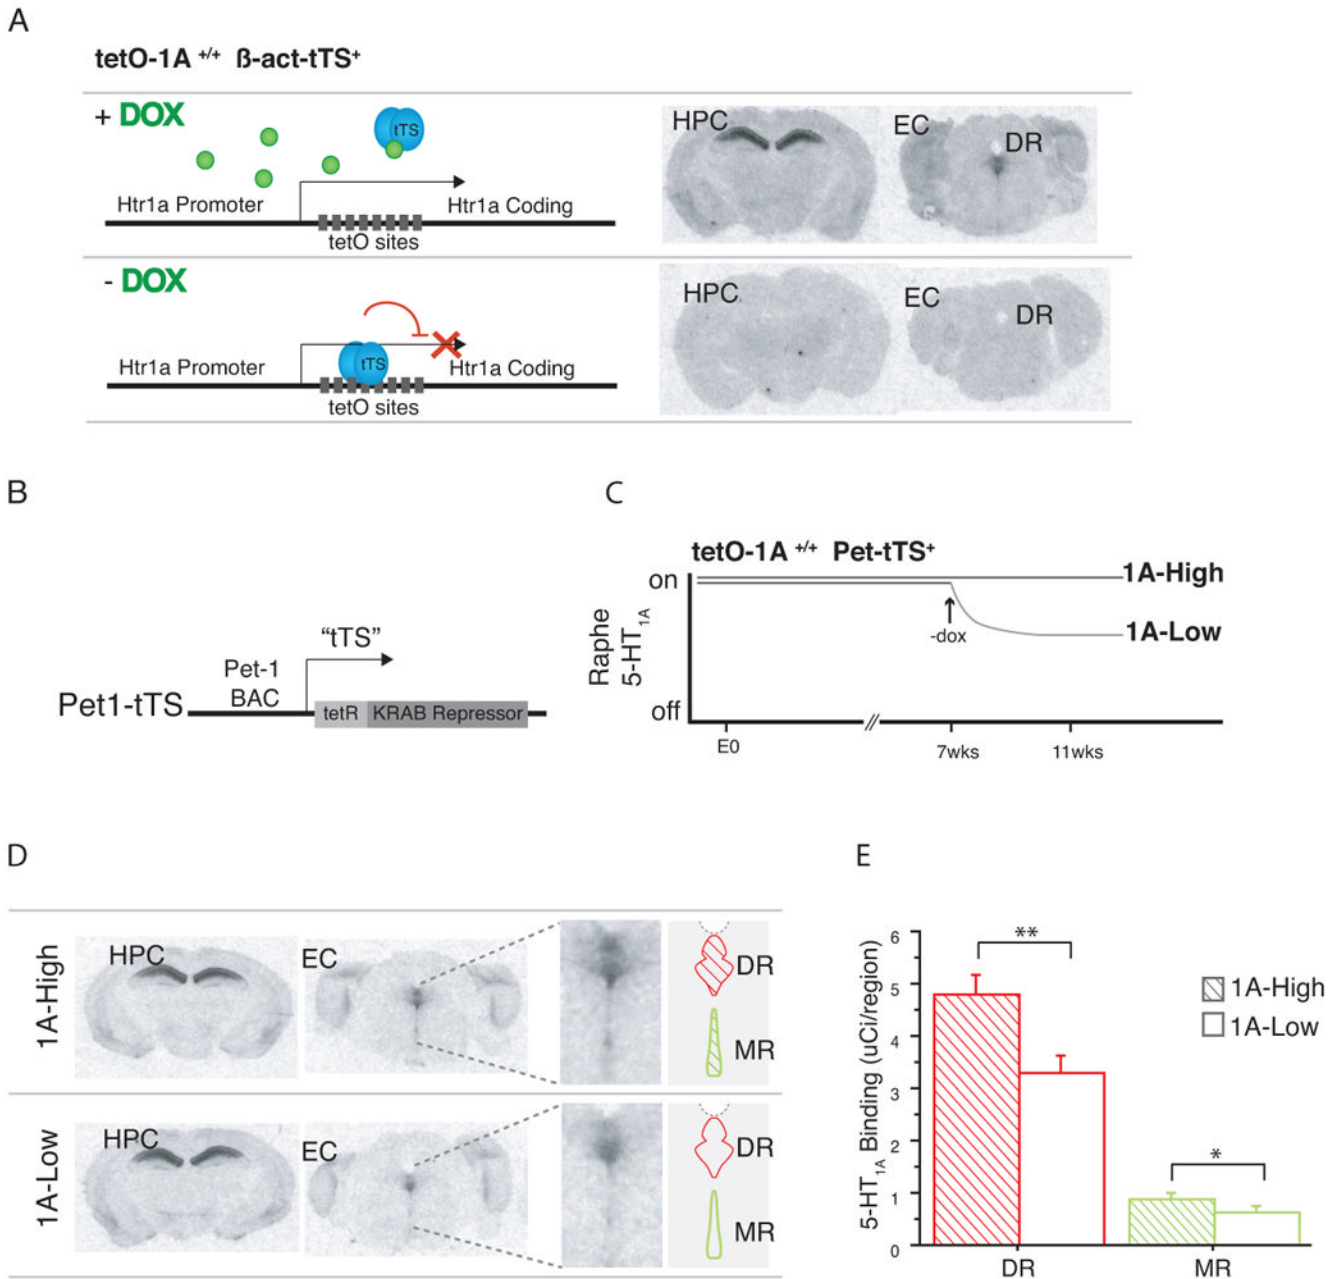 A
tetO-1A +/+ ß-act-tTS+
+ DOX
tTS
Htr1a Promoter
Htr1a Coding
tetO sites
HPC
EC
DR
- DOX
tTS
Htr1a Promoter
Htr1a Coding
tetO sites
HPC
EC
DR
B
Pet1-tTS
Pet-1
BAC
“tTS”
tetR
KRAB Repressor
C
tetO-1A +/+ Pet-tTS+
Raphe
5-HT1A
on
off
1A-High
1A-Low
-dox
E0
7wks
11wks
D
1A-High
HPC
EC
DR
MR
1A-Low
HPC
EC
DR
MR
E
5-HT1A Binding (uCi/region)
6
5
4
3
2
1
0
**
*
1A-High
1A-Low
DR
MR